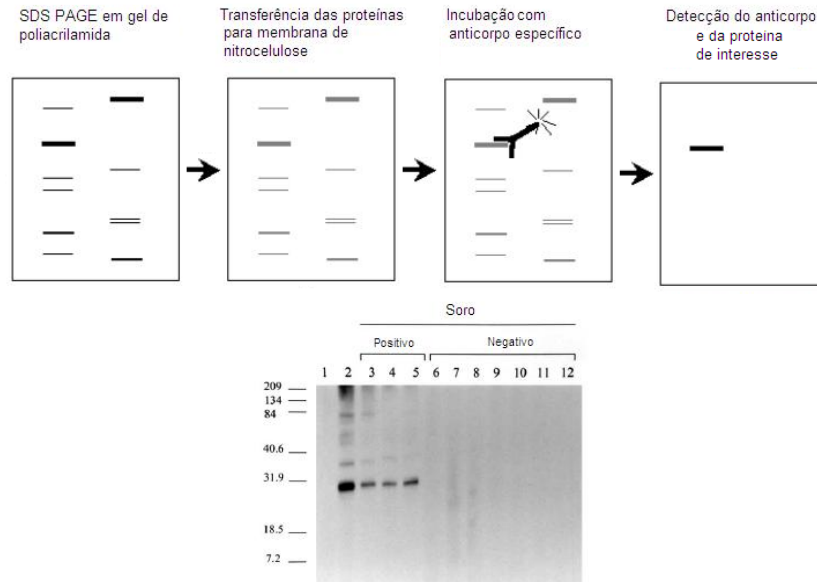 SDS PAGE em gel de
poliacrilamida
Transferência das proteínas
para membrana de
nitrocelulose
Incubação com
anticorpo específico
Detecção do anticorpo
e da proteína
de interesse
Soro
Positivo
Negativo
1 2 3 4 5 6 7 8 9 10 11 12
209
134
84
40.6
31.9
18.5
7.2